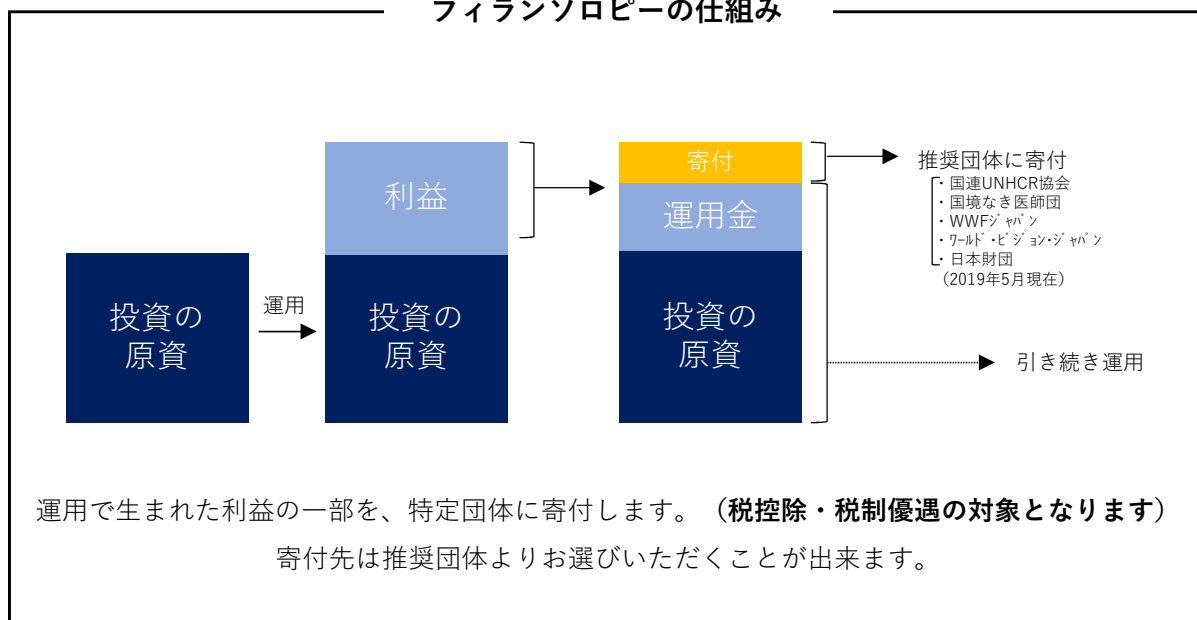 フィランソロピーの仕組み
利益
寄付
運用金
推奨団体に寄付
・国連UNHCR協会
・国境なき医師団
・WWFｼﾞｬﾊﾟﾝ
・ﾜｰﾙﾄﾞ・ﾋﾞｼﾞｮﾝ・ｼﾞｬﾊﾟﾝ
・日本財団
(2019年5月現在)
投資の
原資
運用
投資の
原資
投資の
原資
引き続き運用
運用で生まれた利益の一部を、特定団体に寄付します。（税控除・税制優遇の対象となります）
寄付先は推奨団体よりお選びいただくことが出来ます。